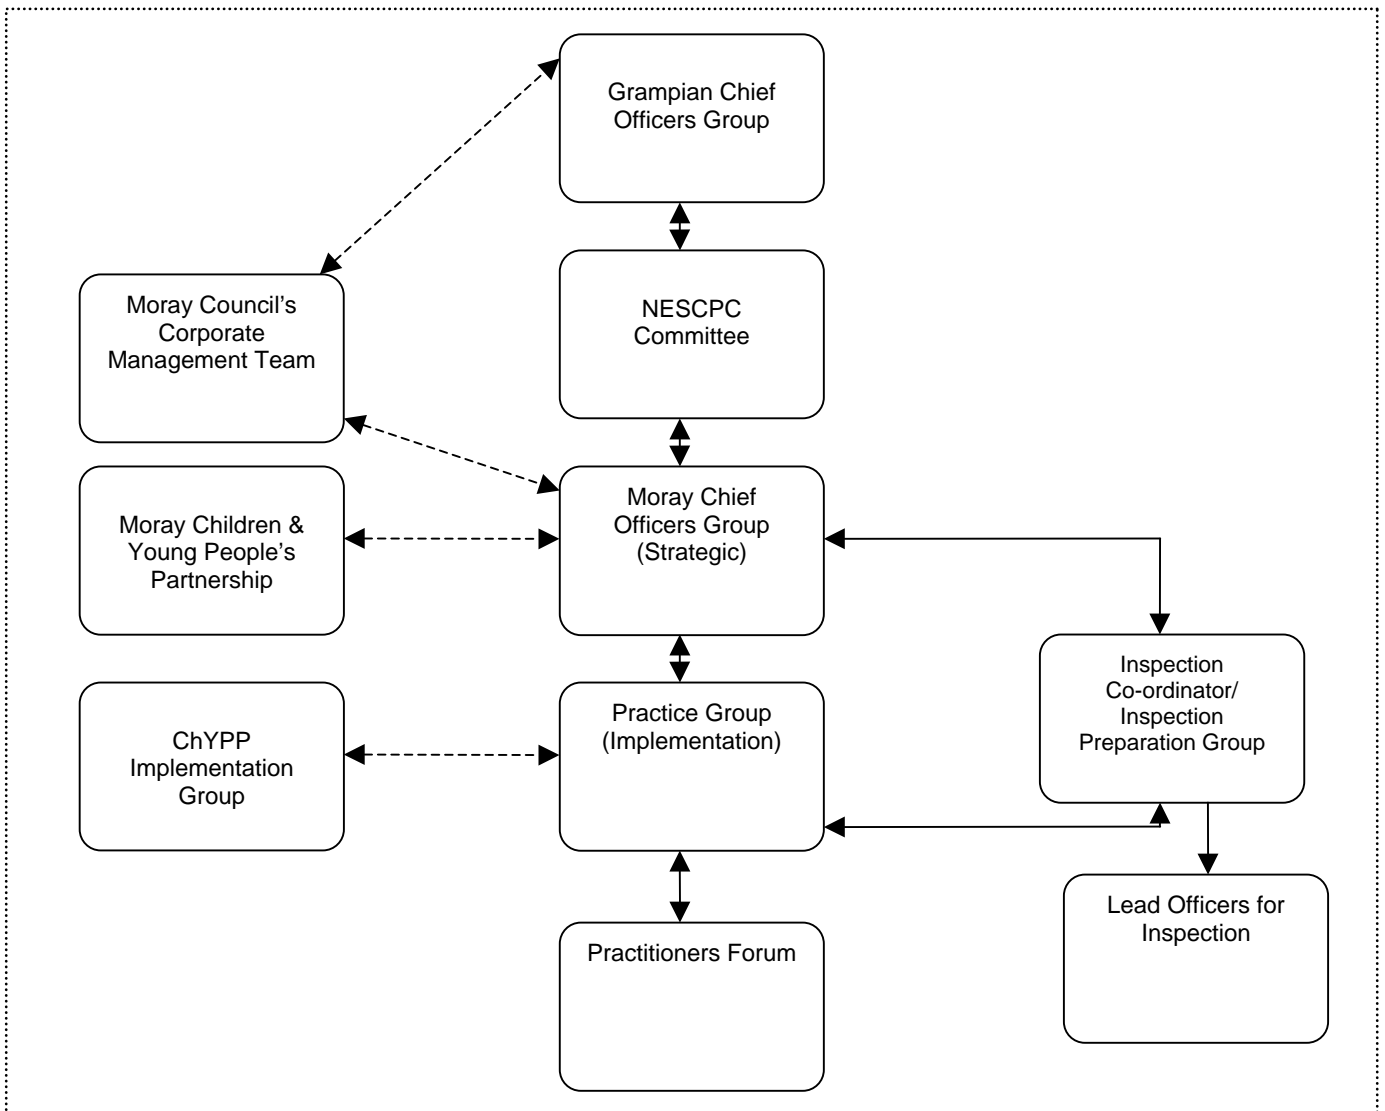 Grampian Chief
Officers Group
Moray Council’s
Corporate
Management Team
NESCPC
Committee
Moray Children &
Young People’s
Partnership
Moray Chief
Officers Group
(Strategic)
Inspection
Co-ordinator/
Inspection
Preparation Group
ChYPP
Implementation
Group
Practice Group
(Implementation)
Lead Officers for
Inspection
Practitioners Forum